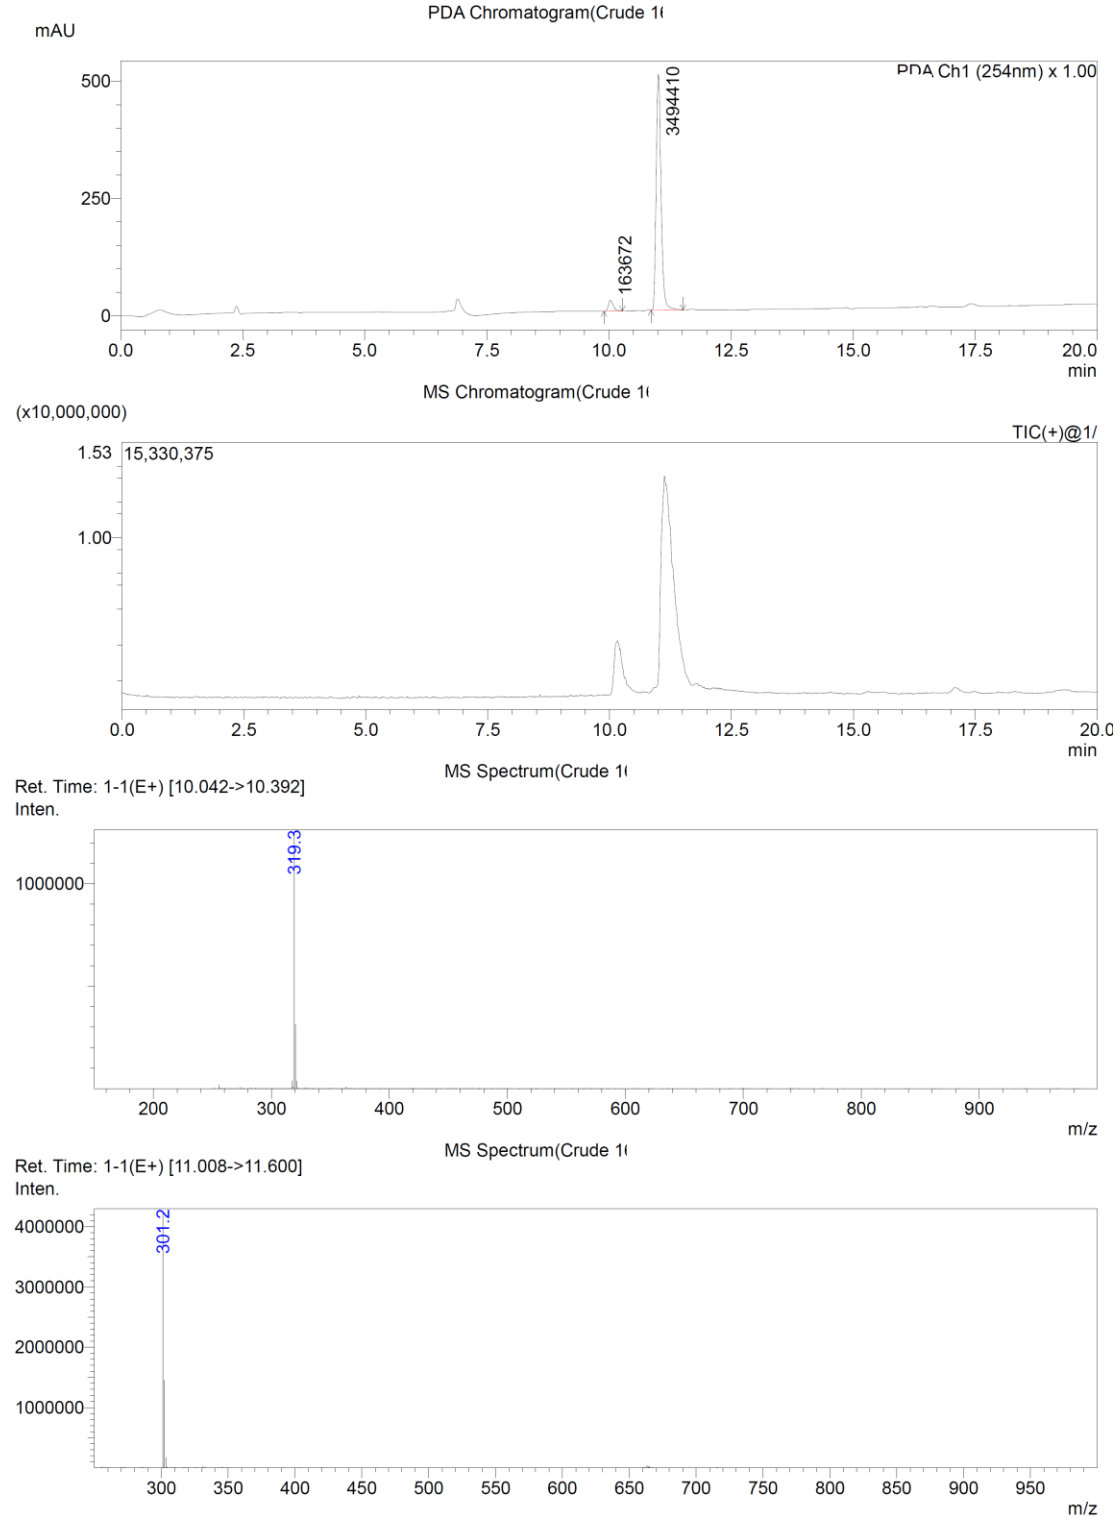 PDA Chromatogram(Crude 16
mAU
PDA Ch1 (254nm) x 1.00
500
250
0
163672
3494410
0.0 2.5 5.0 7.5 10.0 12.5 15.0 17.5 20.0
min
MS Chromatogram(Crude 16
(x10,000,000)
TIC(+)@1/
1.53
15,330,375
1.00
0.0 2.5 5.0 7.5 10.0 12.5 15.0 17.5 20.0
min
MS Spectrum(Crude 16
Ret. Time: 1-1(E+) [10.042->10.392]
Inten.
319.3
1000000
200 300 400 500 600 700 800 900
m/z
MS Spectrum(Crude 16
Ret. Time: 1-1(E+) [11.008->11.600]
Inten.
301.2
4000000
3000000
2000000
1000000
300 350 400 450 500 550 600 650 700 750 800 850 900 950
m/z